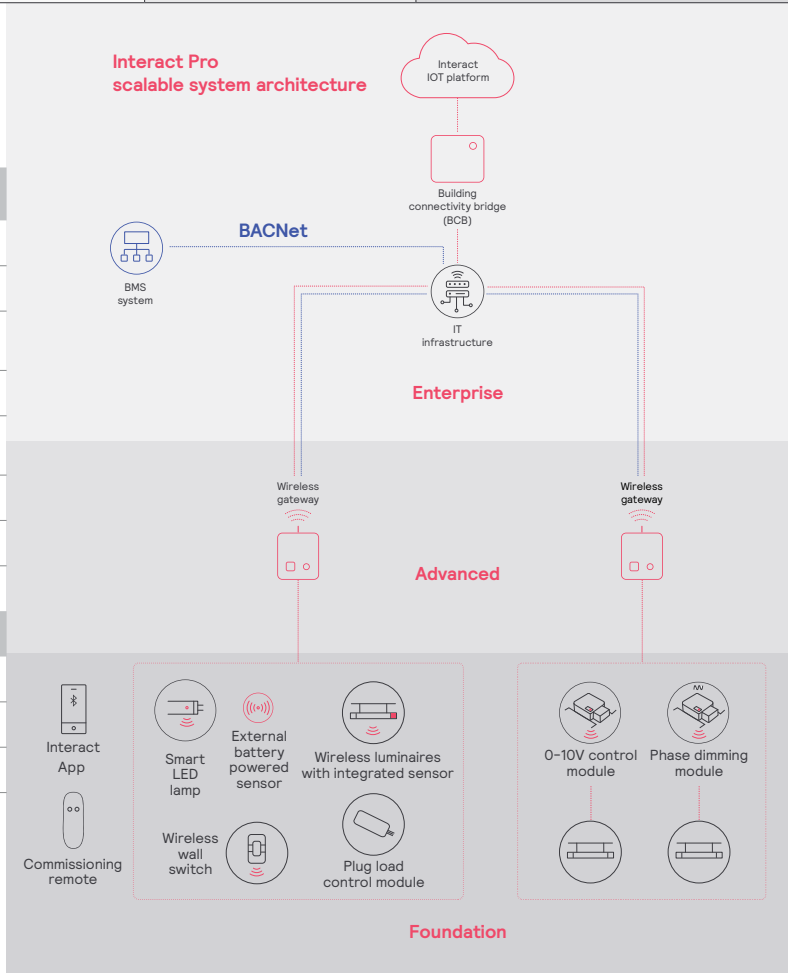 Interact Pro
scalable system architecture
Interact
IOT platform
Building
connectivity bridge
(BCB)
BACNet
BMS
system
IT
infrastructure
Enterprise
Wireless
gateway
Wireless
gateway
Advanced
Interact
App
Smart
LED
lamp
External
battery
powered
sensor
Wireless luminaires
with integrated sensor
0-10V control
module
Phase dimming
module
Commissioning
remote
Wireless
wall
switch
Plug load
control module
Foundation